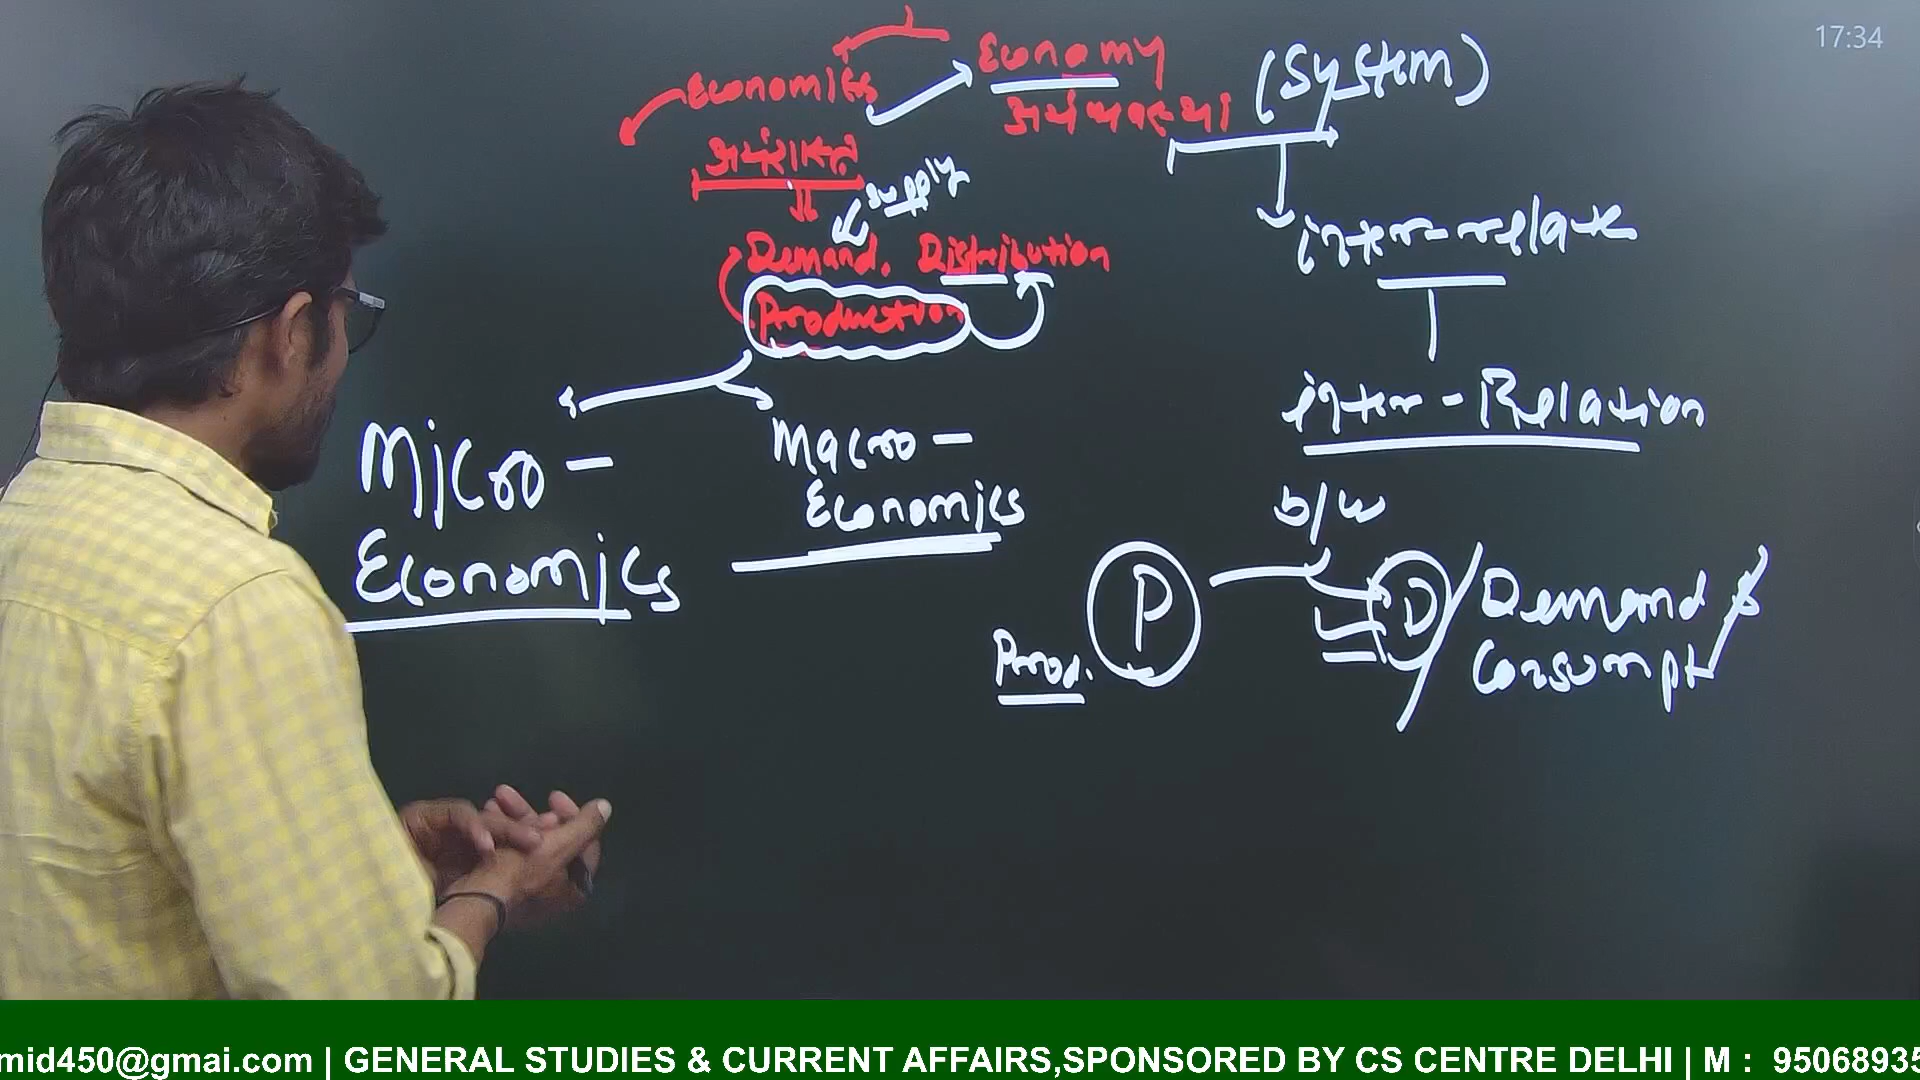 17:34
Economics
Economy
(System)
अर्थशास्त्र
अर्थव्यवस्था
supply
Demand. Distribution
Production
inter-relate
inter-Relation
Micro-
Economics
Macro-
Economics
b/w
P
Prod.
D
Demand
Consumpt
mid450@gmai.com | GENERAL STUDIES & CURRENT AFFAIRS,SPONSORED BY CS CENTRE DELHI | M : 95068935